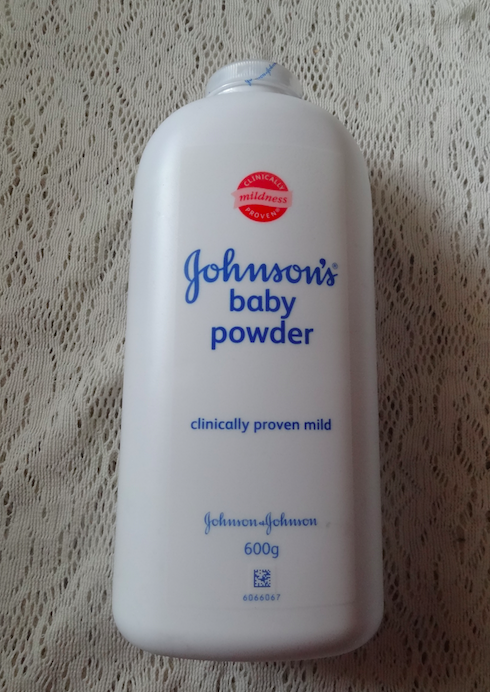 CLINICALLY
mildness
PROVEN
Johnson's®
baby
powder
clinically proven mild
Johnson & Johnson
600g
6066067